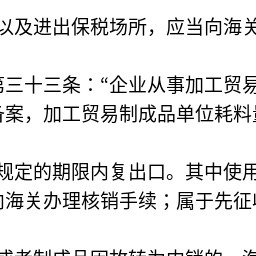 以及进出保税场所，应当向海关
第三十三条：“企业从事加工贸易
备案，加工贸易制成品单位耗料量
规定的期限内复出口。其中使用
向海关办理核销手续；属于先征收